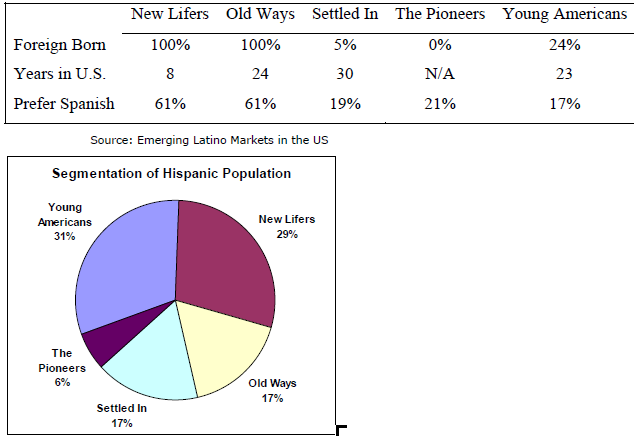 New Lifers Old Ways Settled In The Pioneers Young Americans
Foreign Born 100% 100% 5% 0% 24%
Years in U.S. 8 24 30 N/A 23
Prefer Spanish 61% 61% 19% 21% 17%
Source: Emerging Latino Markets in the US
Segmentation of Hispanic Population
Young
Americans
31%
New Lifers
29%
The
Pioneers
6%
Old Ways
17%
Settled In
17%